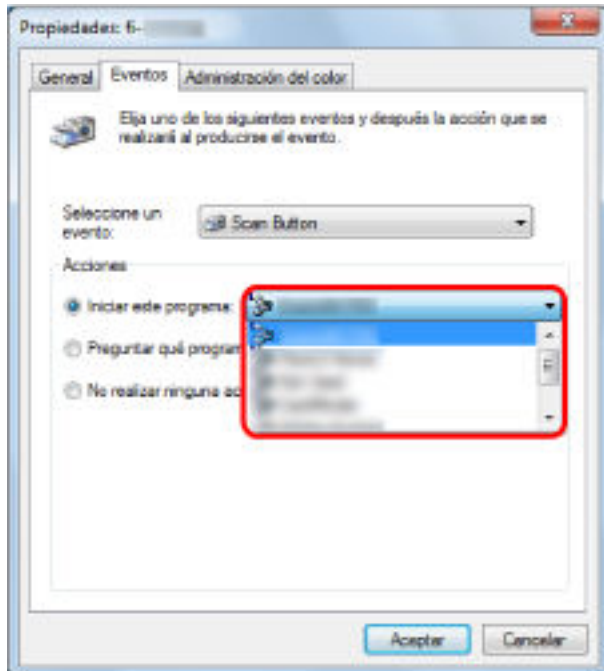 Propiedades: fi-
General Eventos Administración del color
Elija uno de los siguientes eventos y después la acción que se
realizará al producirse el evento.
Seleccione un
evento:
Scan Button
Acciones
Iniciar este programa:
Preguntar qué program
No realizar ninguna ac
Aceptar Cancelar